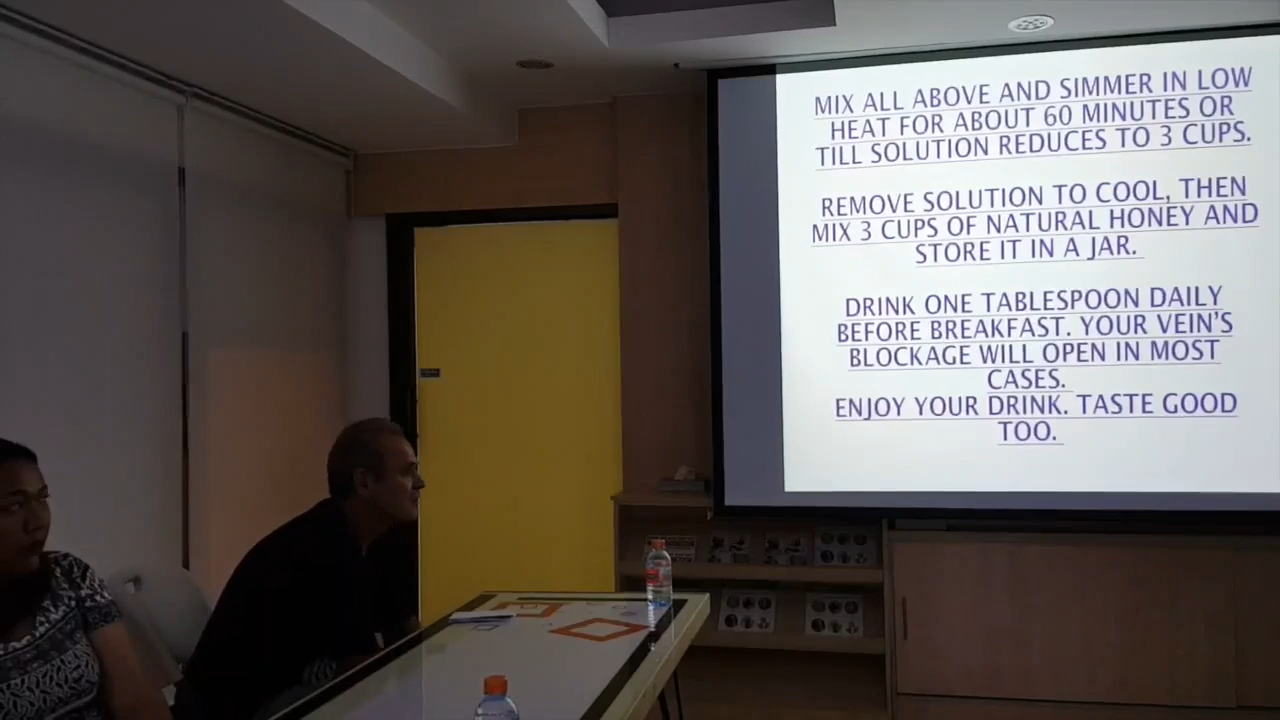 MIX ALL ABOVE AND SIMMER IN LOW
HEAT FOR ABOUT 60 MINUTES OR
TILL SOLUTION REDUCES TO 3 CUPS.
REMOVE SOLUTION TO COOL, THEN
MIX 3 CUPS OF NATURAL HONEY AND
STORE IT IN A JAR.
DRINK ONE TABLESPOON DAILY
BEFORE BREAKFAST. YOUR VEIN'S
BLOCKAGE WILL OPEN IN MOST
CASES.
ENJOY YOUR DRINK. TASTE GOOD
TOO.